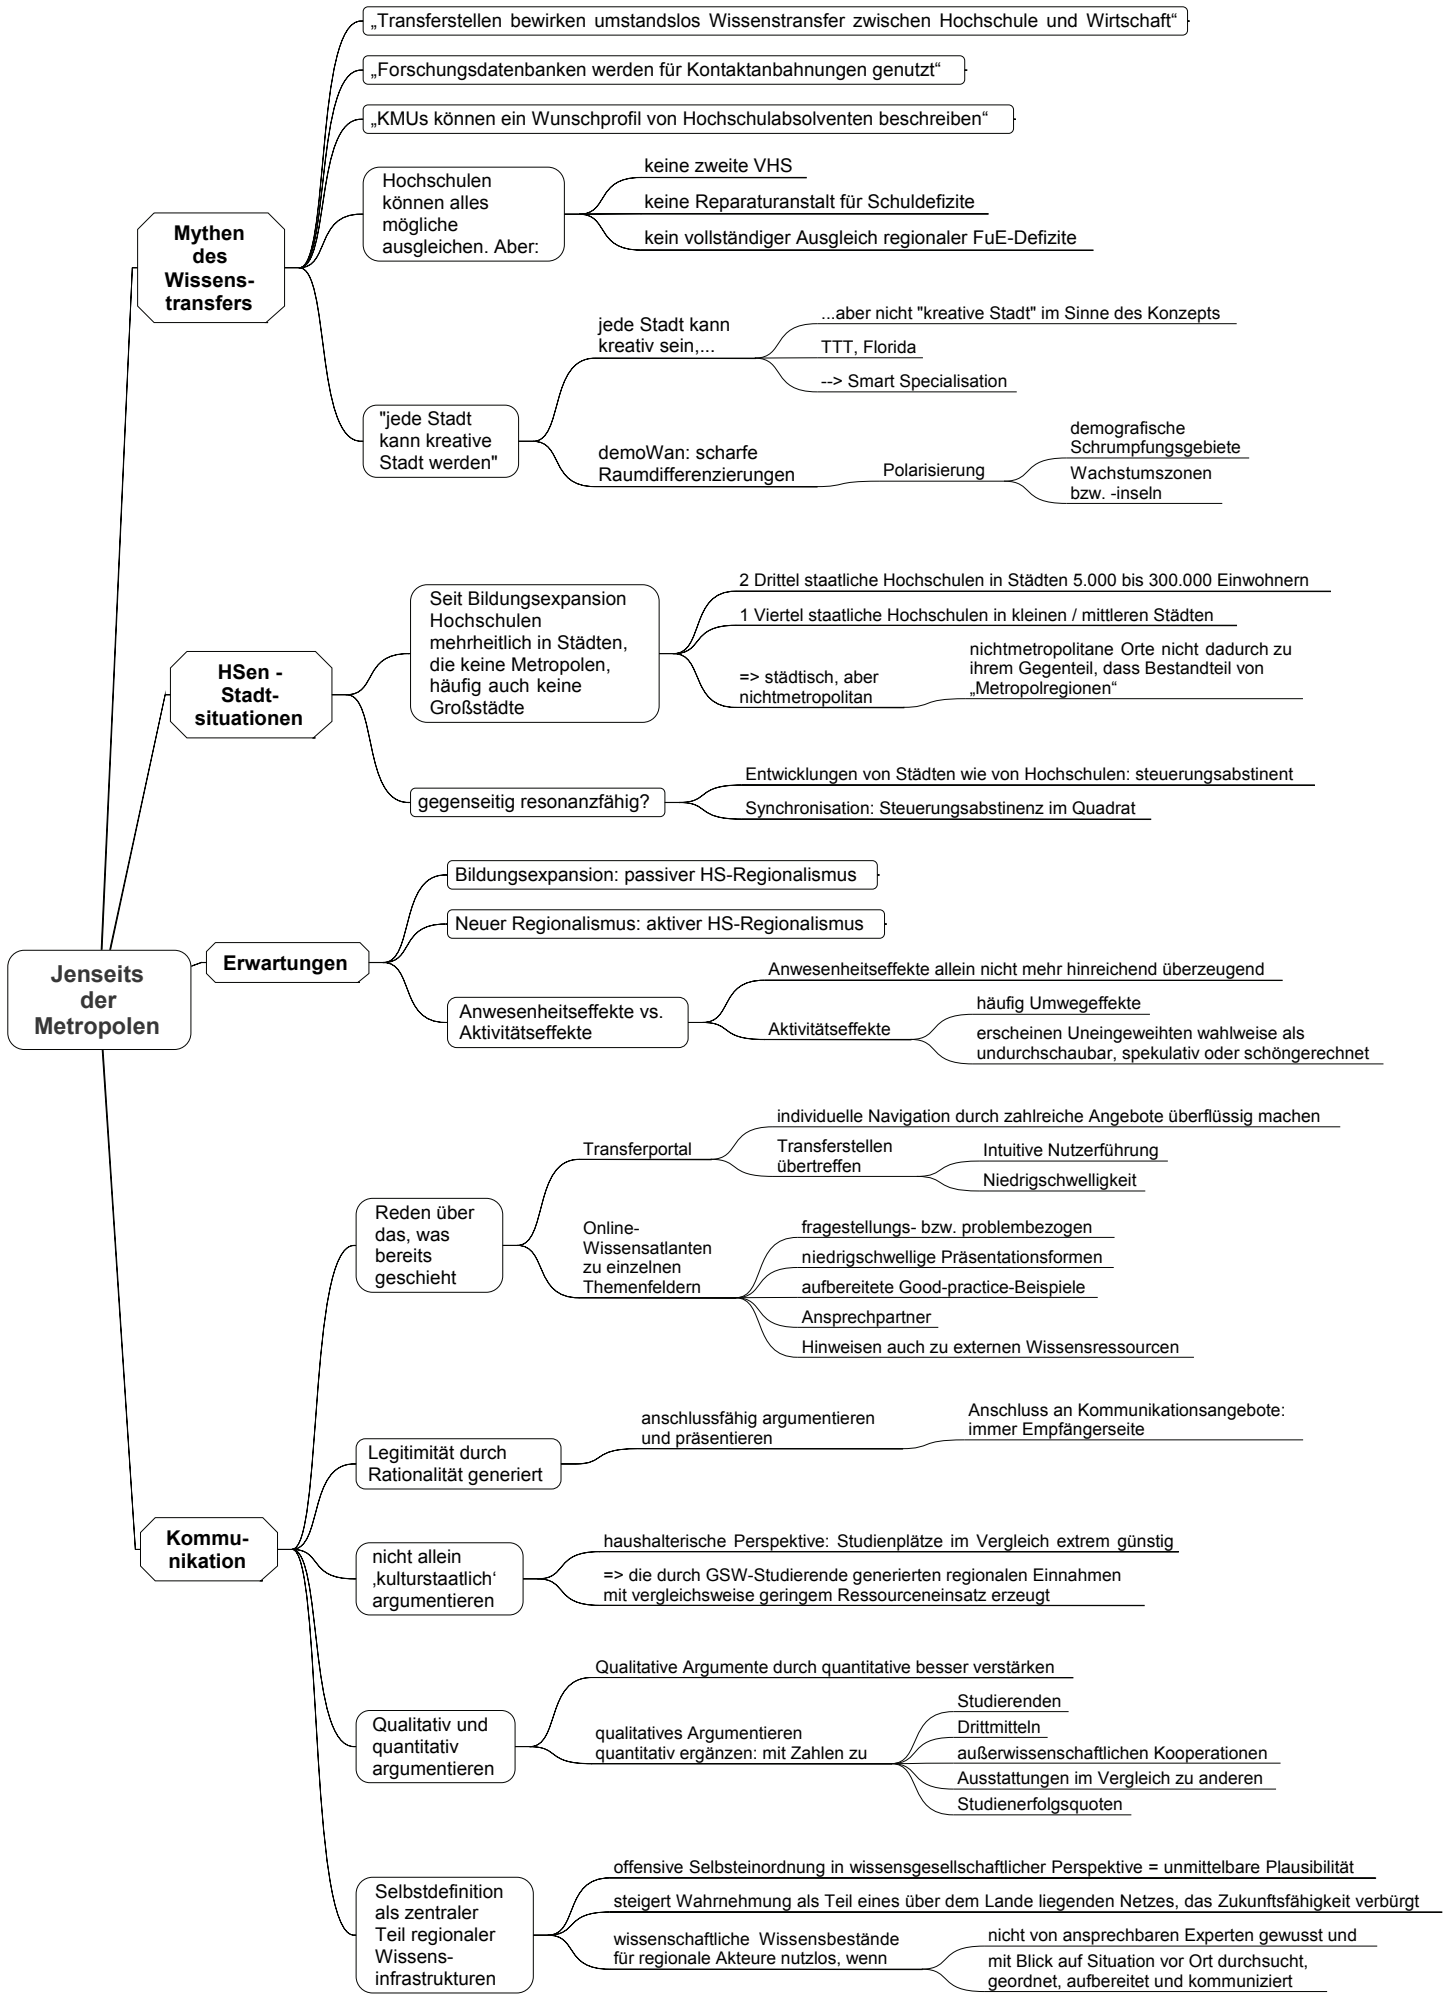 Jenseits
der
Metropolen
Mythen
des
Wissens-
transfers
„Transferstellen bewirken umstandslos Wissenstransfer zwischen Hochschule und Wirtschaft“
„Forschungsdatenbanken werden für Kontaktanbahnungen genutzt“
„KMUs können ein Wunschprofil von Hochschulabsolventen beschreiben“
Hochschulen
können alles
mögliche
ausgleichen. Aber:
keine zweite VHS
keine Reparaturanstalt für Schuldefizite
kein vollständiger Ausgleich regionaler FuE-Defizite
"jede Stadt
kann kreative
Stadt werden"
jede Stadt kann
kreativ sein,...
...aber nicht "kreative Stadt" im Sinne des Konzepts
TTT, Florida
--> Smart Specialisation
demoWan: scharfe
Raumdifferenzierungen
Polarisierung
demografische
Schrumpfungsgebiete
Wachstumszonen
bzw. -inseln
HSen -
Stadt-
situationen
Seit Bildungsexpansion
Hochschulen
mehrheitlich in Städten,
die keine Metropolen,
häufig auch keine
Großstädte
2 Drittel staatliche Hochschulen in Städten 5.000 bis 300.000 Einwohnern
1 Viertel staatliche Hochschulen in kleinen / mittleren Städten
=> städtisch, aber
nichtmetropolitan
nichtmetropolitane Orte nicht dadurch zu
ihrem Gegenteil, dass Bestandteil von
„Metropolregionen“
gegenseitig resonanzfähig?
Entwicklungen von Städten wie von Hochschulen: steuerungsabstinent
Synchronisation: Steuerungsabstinenz im Quadrat
Erwartungen
Bildungsexpansion: passiver HS-Regionalismus
Neuer Regionalismus: aktiver HS-Regionalismus
Anwesenheitseffekte vs.
Aktivitätseffekte
Anwesenheitseffekte allein nicht mehr hinreichend überzeugend
Aktivitätseffekte
häufig Umwegeffekte
erscheinen Uneingeweihten wahlweise als
undurchschaubar, spekulativ oder schöngerechnet
Kommu-
nikation
Reden über
das, was
bereits
geschieht
Transferportal
individuelle Navigation durch zahlreiche Angebote überflüssig machen
Transferstellen
übertreffen
Intuitive Nutzerführung
Niedrigschwelligkeit
Online-
Wissensatlanten
zu einzelnen
Themenfeldern
fragestellungs- bzw. problembezogen
niedrigschwellige Präsentationsformen
aufbereitete Good-practice-Beispiele
Ansprechpartner
Hinweisen auch zu externen Wissensressourcen
Legitimität durch
Rationalität generiert
anschlussfähig argumentieren
und präsentieren
Anschluss an Kommunikationsangebote:
immer Empfängerseite
nicht allein
‚kulturstaatlich‘
argumentieren
haushalterische Perspektive: Studienplätze im Vergleich extrem günstig
=> die durch GSW-Studierende generierten regionalen Einnahmen
mit vergleichsweise geringem Ressourceneinsatz erzeugt
Qualitativ und
quantitativ
argumentieren
Qualitative Argumente durch quantitative besser verstärken
qualitatives Argumentieren
quantitativ ergänzen: mit Zahlen zu
Studierenden
Drittmitteln
außerwissenschaftlichen Kooperationen
Ausstattungen im Vergleich zu anderen
Studienerfolgsquoten
Selbstdefinition
als zentraler
Teil regionaler
Wissens-
infrastrukturen
offensive Selbsteinordnung in wissensgesellschaftlicher Perspektive = unmittelbare Plausibilität
steigert Wahrnehmung als Teil eines über dem Lande liegenden Netzes, das Zukunftsfähigkeit verbürgt
wissenschaftliche Wissensbestände
für regionale Akteure nutzlos, wenn
nicht von ansprechbaren Experten gewusst und
mit Blick auf Situation vor Ort durchsucht,
geordnet, aufbereitet und kommuniziert